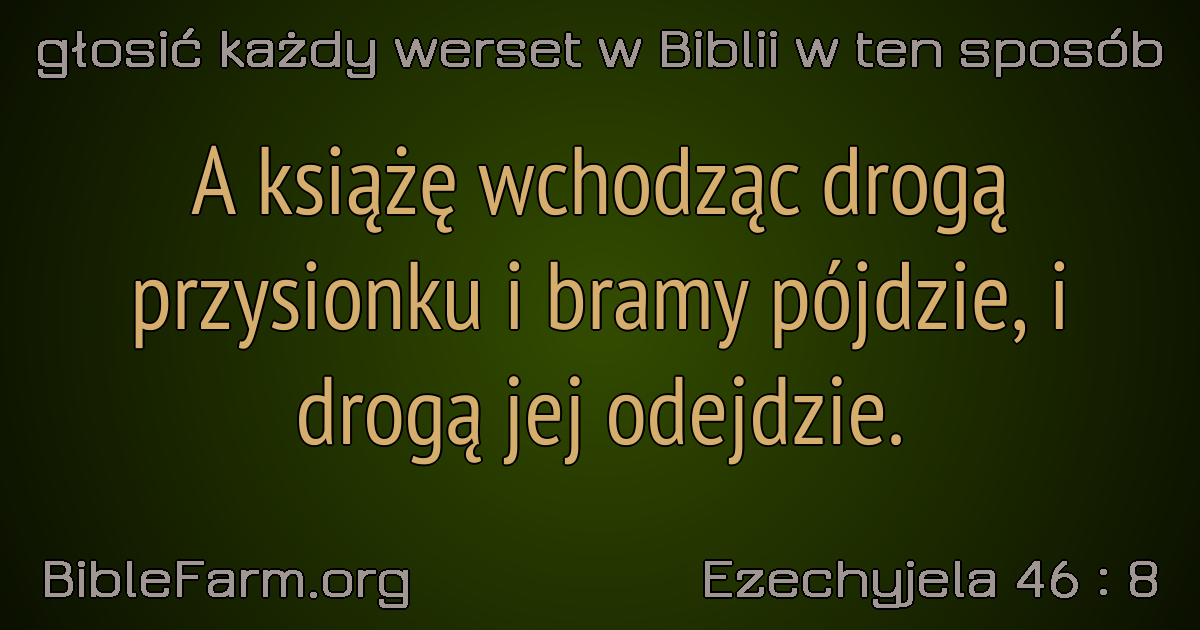 głosić każdy werset w Biblii w ten sposób
A książę wchodząc drogą
przysionku i bramy pójdzie, i
drogą jej odejdzie.
BibleFarm.org
Ezechyjela 46 : 8